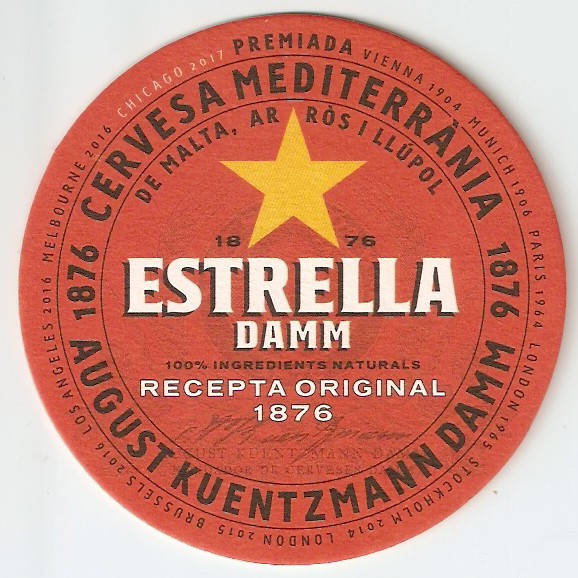 PREMIADA VIENNA 1904 MUNICH 1906 PARIS 1964 LONDON 1965 STOCKHOLM 2014 LONDON 2015 BRUSSELS 2016 LOS ANGELES 2016 MELBOURNE 2016 CHICAGO 2017
CERVESA MEDITERRÀNIA
DE MALTA, ARRÒS I LLÚPOL
1876 1876
18 76
ESTRELLA
DAMM
100% INGREDIENTS NATURALS
RECEPTA ORIGINAL
1876
AUGUST KUENTZMANN DAMM